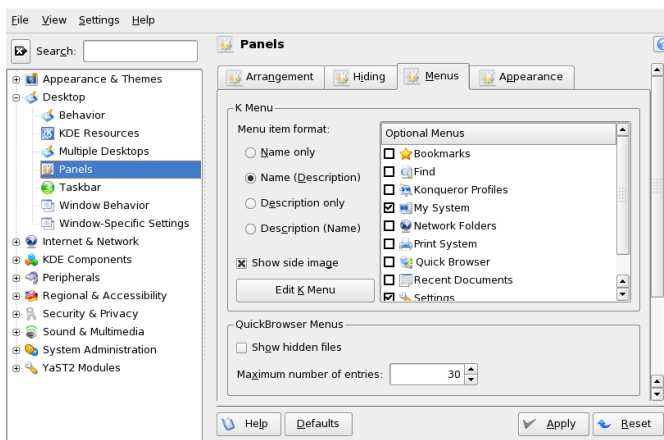 File View Settings Help
Search:
Appearance & Themes
Desktop
Behavior
KDE Resources
Multiple Desktops
Panels
Taskbar
Window Behavior
Window-Specific Settings
Internet & Network
KDE Components
Peripherals
Regional & Accessibility
Security & Privacy
Sound & Multimedia
System Administration
YaST2 Modules
Panels
Arrangement Hiding Menus Appearance
K Menu
Menu item format:
Name only
Name (Description)
Description only
Description (Name)
Show side image
Edit K Menu
Optional Menus
Bookmarks
Find
Konqueror Profiles
My System
Network Folders
Print System
Quick Browser
Recent Documents
Settings
QuickBrowser Menus
Show hidden files
Maximum number of entries: 30
Help Defaults Apply Reset